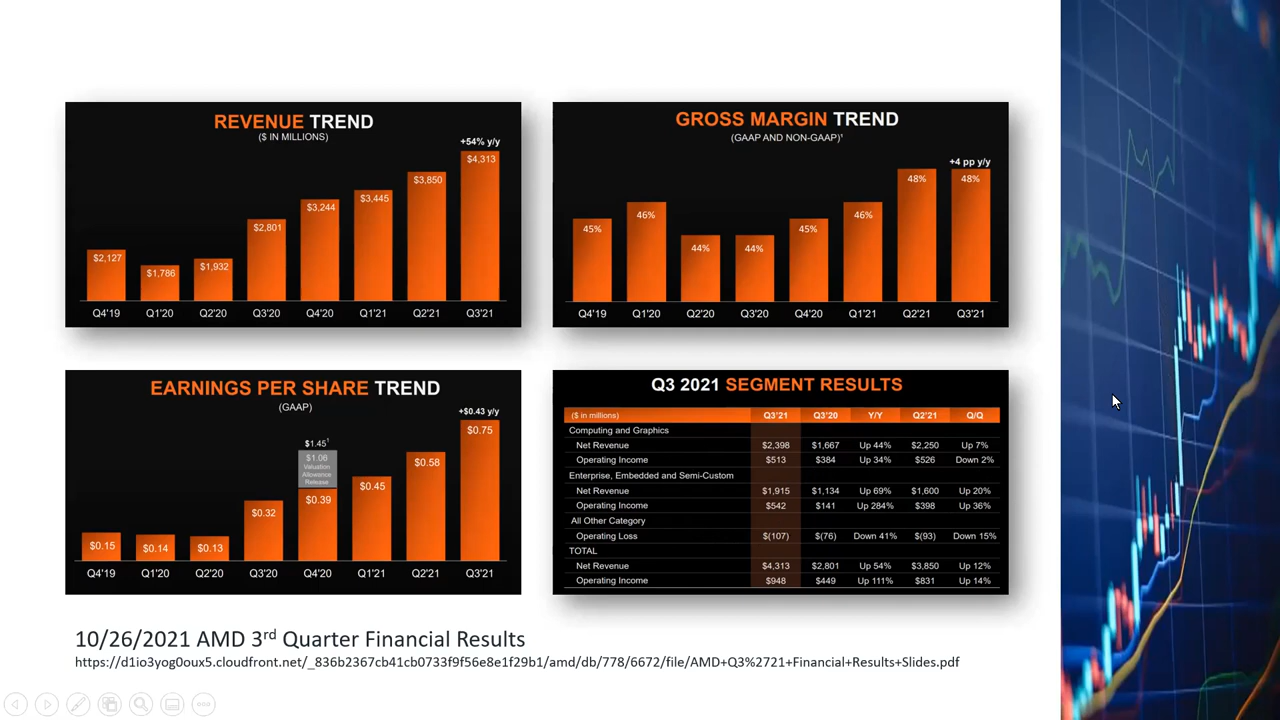 REVENUE TREND
($ IN MILLIONS)
+54% y/y
$2,127
$1,786
$1,932
$2,801
$3,244
$3,445
$3,850
$4,313
Q4'19 Q1'20 Q2'20 Q3'20 Q4'20 Q1'21 Q2'21 Q3'21
GROSS MARGIN TREND
(GAAP AND NON-GAAP)¹
+4 pp y/y
45% 46% 44% 44% 45% 46% 48% 48%
Q4'19 Q1'20 Q2'20 Q3'20 Q4'20 Q1'21 Q2'21 Q3'21
EARNINGS PER SHARE TREND
(GAAP)
+$0.43 y/y
$0.15
$0.14
$0.13
$0.32
$1.45¹
$1.06
Valuation
Allowance
Release
$0.39
$0.45
$0.58
$0.75
Q4'19 Q1'20 Q2'20 Q3'20 Q4'20 Q1'21 Q2'21 Q3'21
Q3 2021 SEGMENT RESULTS
($ in millions) Q3'21 Q3'20 Y/Y Q2'21 Q/Q
Computing and Graphics
Net Revenue $2,398 $1,667 Up 44% $2,250 Up 7%
Operating Income $513 $384 Up 34% $526 Down 2%
Enterprise, Embedded and Semi-Custom
Net Revenue $1,915 $1,134 Up 69% $1,600 Up 20%
Operating Income $542 $141 Up 284% $398 Up 36%
All Other Category
Operating Loss $(107) $(76) Down 41% $(93) Down 15%
TOTAL
Net Revenue $4,313 $2,801 Up 54% $3,850 Up 12%
Operating Income $948 $449 Up 111% $831 Up 14%
10/26/2021 AMD 3rd Quarter Financial Results
https://d1io3yog0oux5.cloudfront.net/_836b2367cb41cb0733f9f56e8e1f29b1/amd/db/778/6672/file/AMD+Q3%2721+Financial+Results+Slides.pdf